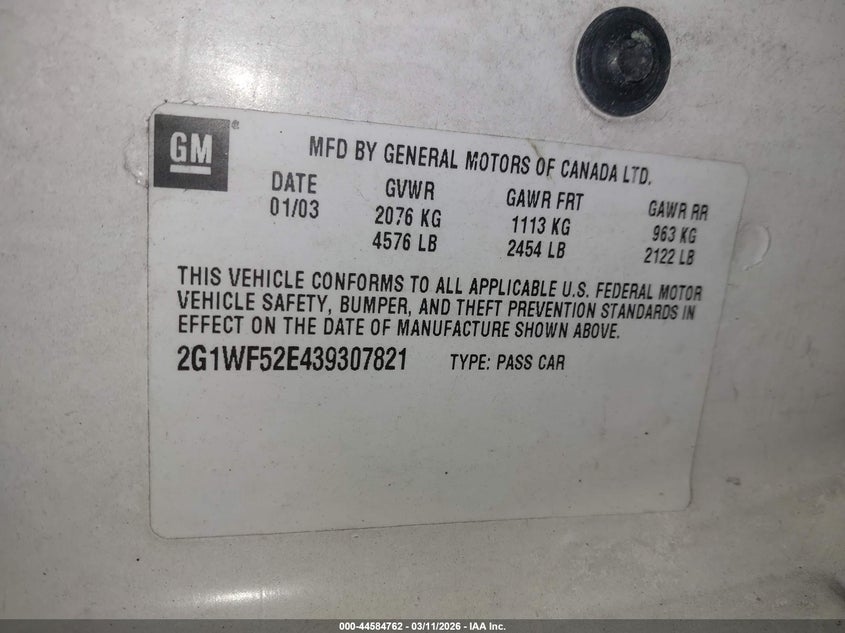 GM®
MFD BY GENERAL MOTORS OF CANADA LTD.
DATE GVWR GAWR FRT GAWR RR
01/03 2076 KG 1113 KG 963 KG
4576 LB 2454 LB 2122 LB
THIS VEHICLE CONFORMS TO ALL APPLICABLE U.S. FEDERAL MOTOR
VEHICLE SAFETY, BUMPER, AND THEFT PREVENTION STANDARDS IN
EFFECT ON THE DATE OF MANUFACTURE SHOWN ABOVE.
2G1WF52E439307821 TYPE: PASS CAR
000-44584762 - 03/11/2026 - IAA Inc.